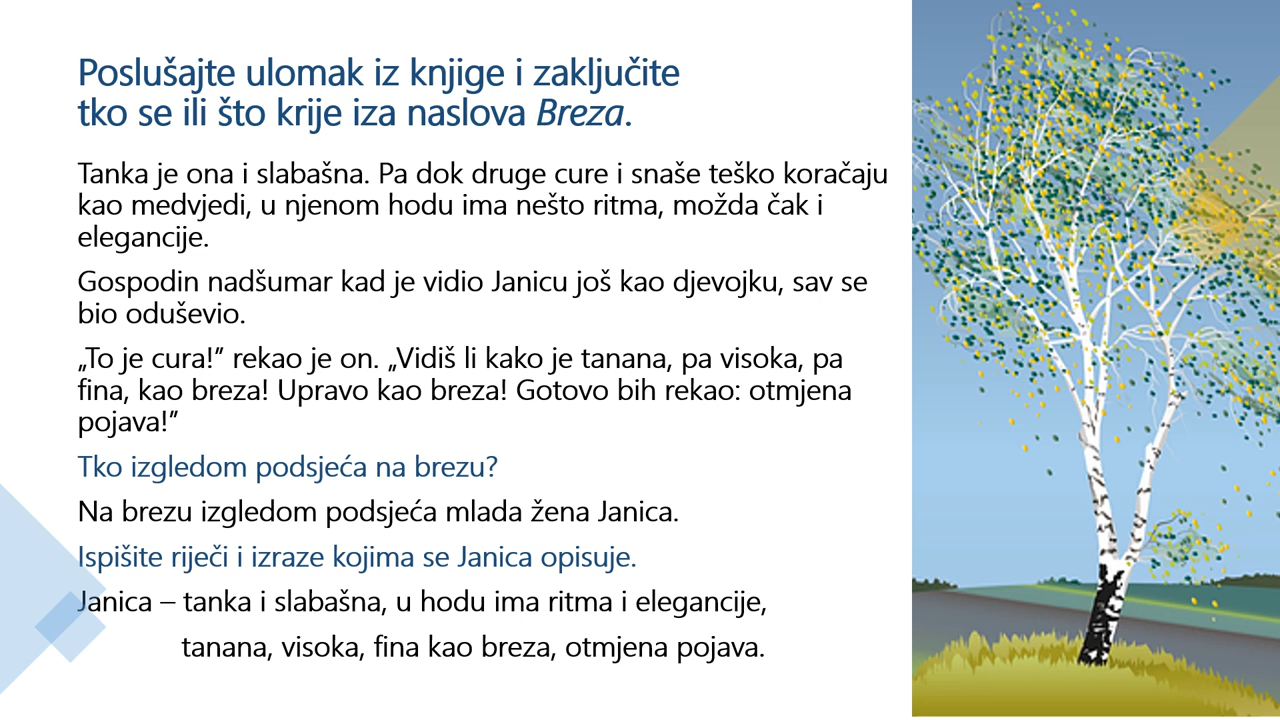 Poslušajte ulomak iz knjige i zaključite
tko se ili što krije iza naslova Breza.
Tanka je ona i slabašna. Pa dok druge cure i snaše teško koračaju
kao medvjedi, u njenom hodu ima nešto ritma, možda čak i
elegancije.
Gospodin nadšumar kad je vidio Janicu još kao djevojku, sav se
bio oduševio.
„To je cura!” rekao je on. „Vidiš li kako je tanana, pa visoka, pa
fina, kao breza! Upravo kao breza! Gotovo bih rekao: otmjena
pojava!”
Tko izgledom podsjeća na brezu?
Na brezu izgledom podsjeća mlada žena Janica.
Ispišite riječi i izraze kojima se Janica opisuje.
Janica – tanka i slabašna, u hodu ima ritma i elegancije,
tanana, visoka, fina kao breza, otmjena pojava.